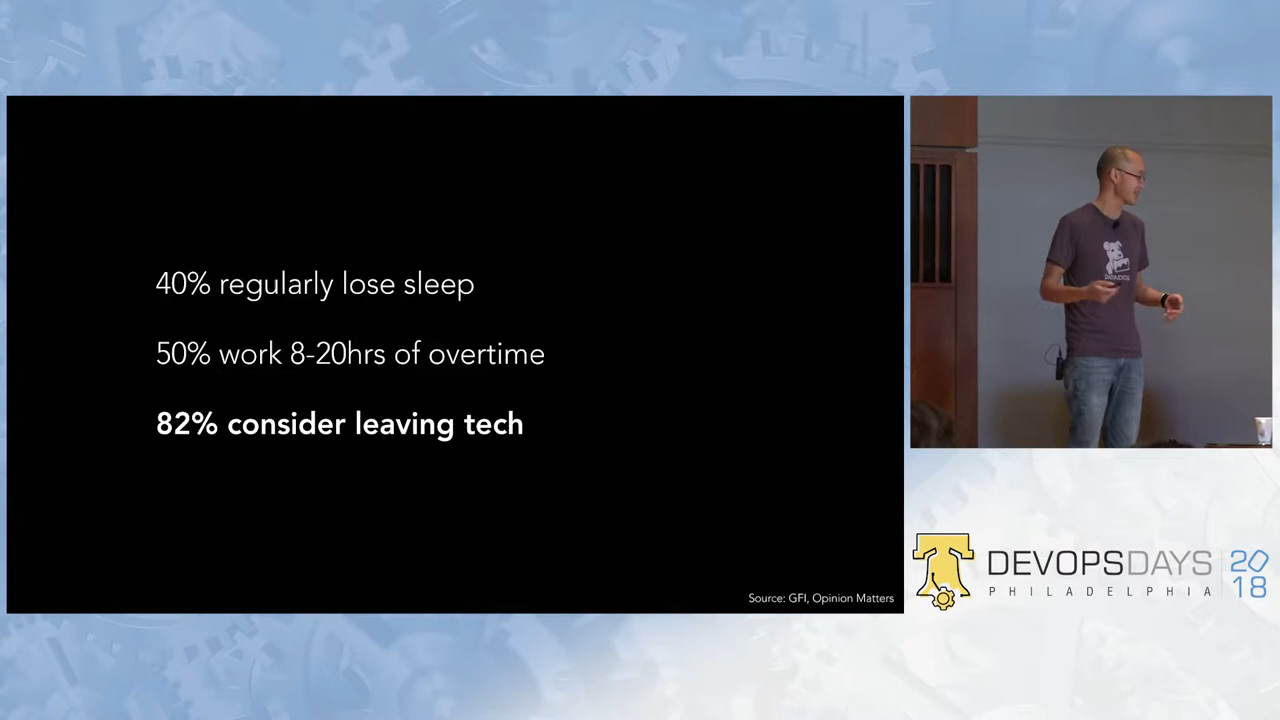 40% regularly lose sleep
50% work 8-20hrs of overtime
82% consider leaving tech
Source: GFI, Opinion Matters
DATADOG
DEVOPSDAYS
PHILADELPHIA
20
18